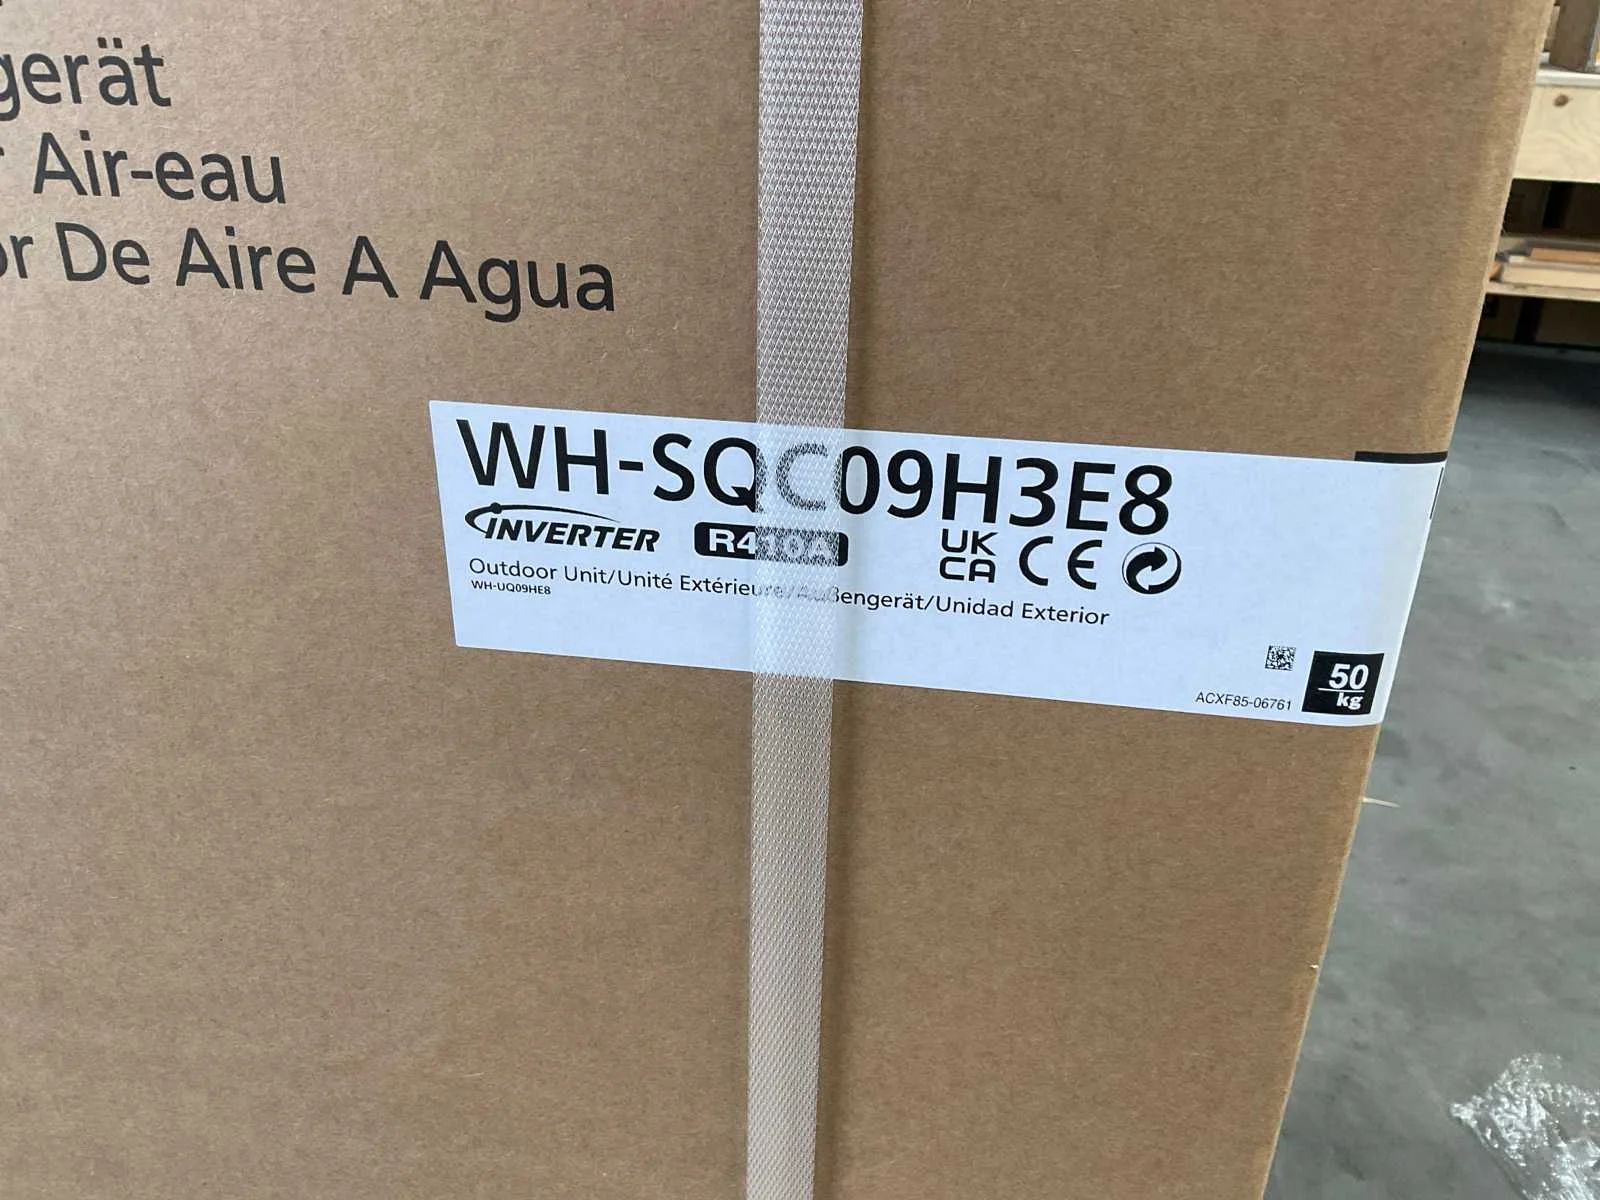 gerät
Air-eau
or De Aire A Agua
WH-SQC09H3E8
INVERTER R410A UK CA CE
Outdoor Unit/Unité Extérieure/Außengerät/Unidad Exterior
WH-UQ09HE8
ACXF85-06761
50 kg